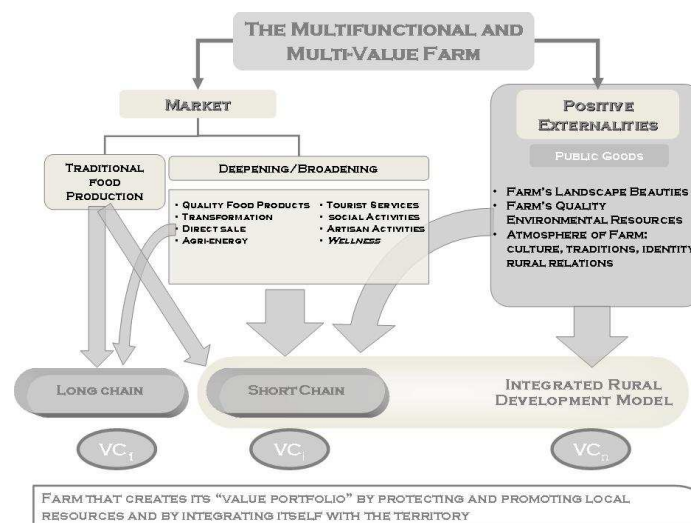 THE MULTIFUNCTIONAL AND
MULTI-VALUE FARM
MARKET
POSITIVE
EXTERNALITIES
PUBLIC GOODS
TRADITIONAL
FOOD
PRODUCTION
DEEPENING/BROADENING
• QUALITY FOOD PRODUCTS
• TRANSFORMATION
• DIRECT SALE
• AGRI-ENERGY
• TOURIST SERVICES
• SOCIAL ACTIVITIES
• ARTISAN ACTIVITIES
• WELLNESS
• FARM'S LANDSCAPE BEAUTIES
• FARM'S QUALITY
ENVIRONMENTAL RESOURCES
• ATMOSPHERE OF FARM:
CULTURE, TRADITIONS, IDENTITY
RURAL RELATIONS
LONG CHAIN
SHORT CHAIN
INTEGRATED RURAL
DEVELOPMENT MODEL
VC1
VCi
VCn
FARM THAT CREATES ITS “VALUE PORTFOLIO” BY PROTECTING AND PROMOTING LOCAL
RESOURCES AND BY INTEGRATING ITSELF WITH THE TERRITORY